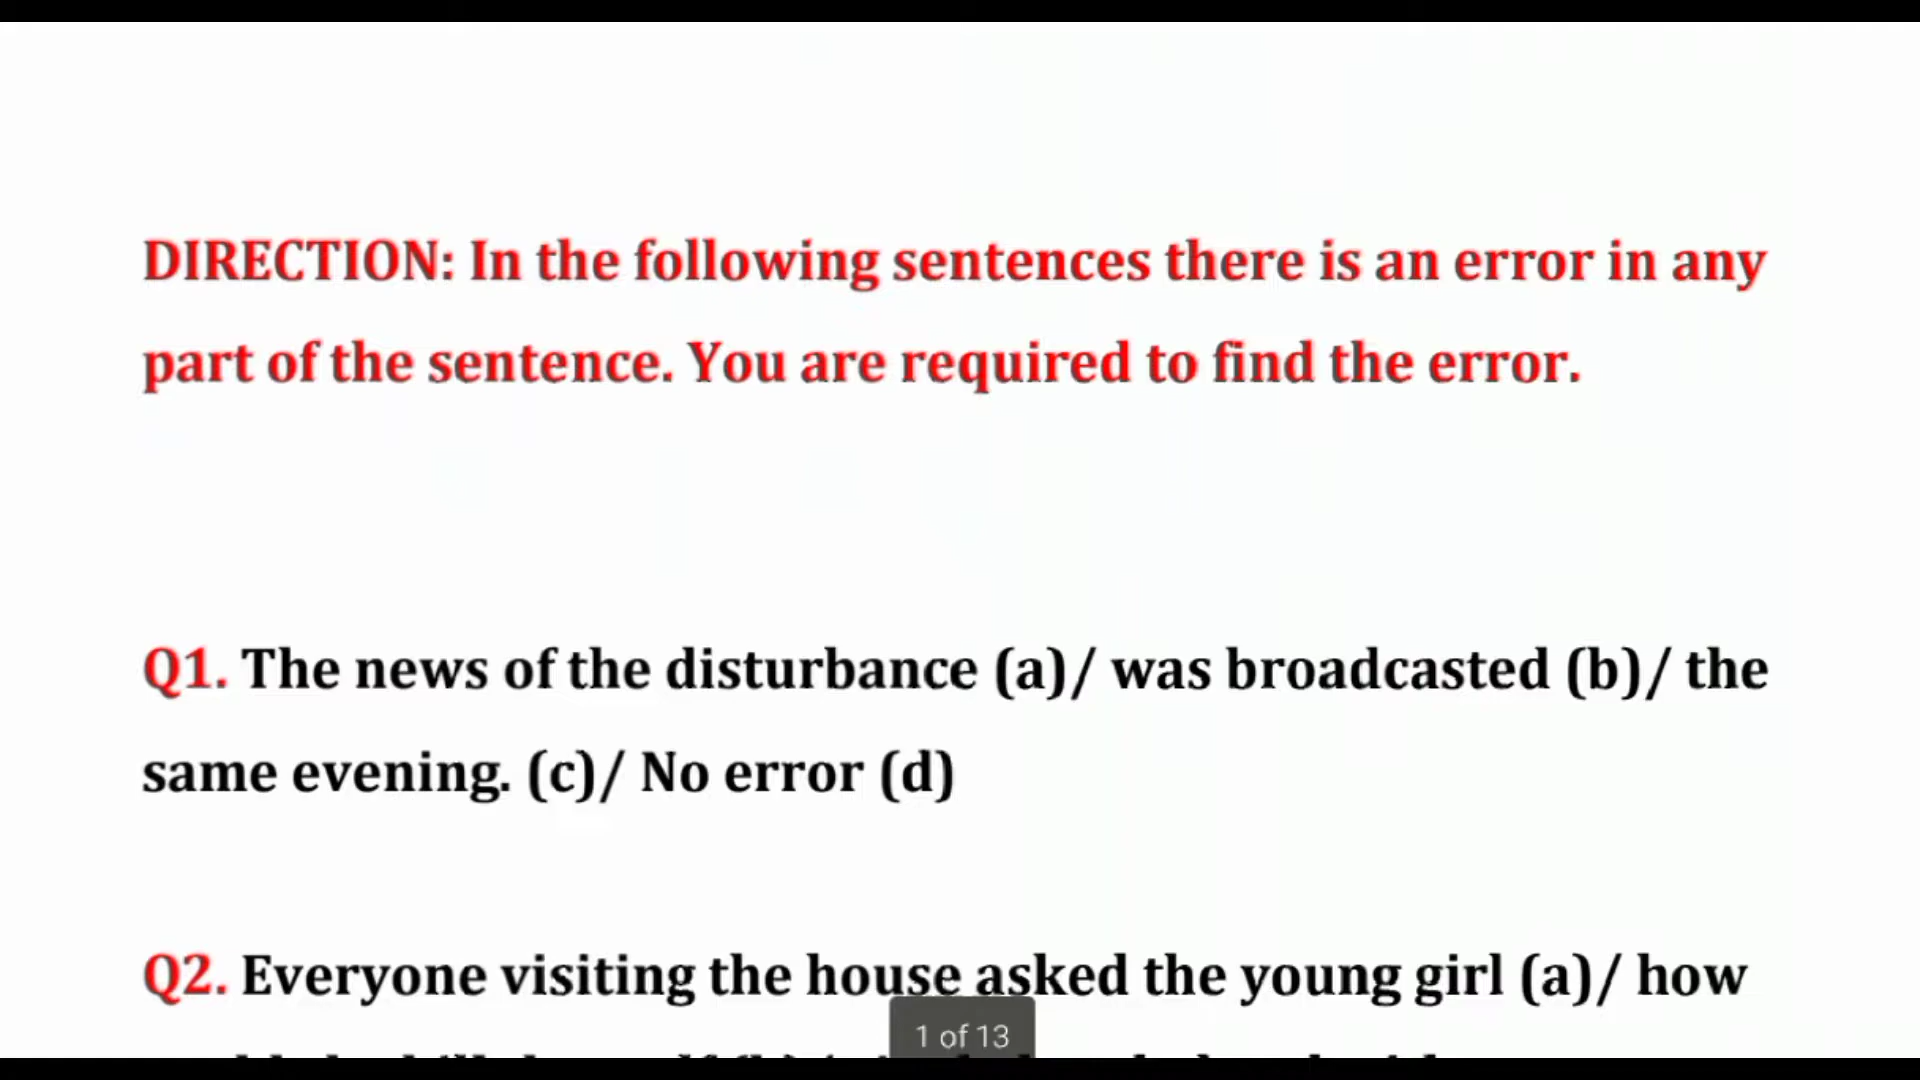 DIRECTION: In the following sentences there is an error in any
part of the sentence. You are required to find the error.
Q1. The news of the disturbance (a)/ was broadcasted (b)/ the
same evening. (c)/ No error (d)
Q2. Everyone visiting the house asked the young girl (a)/ how
1 of 13